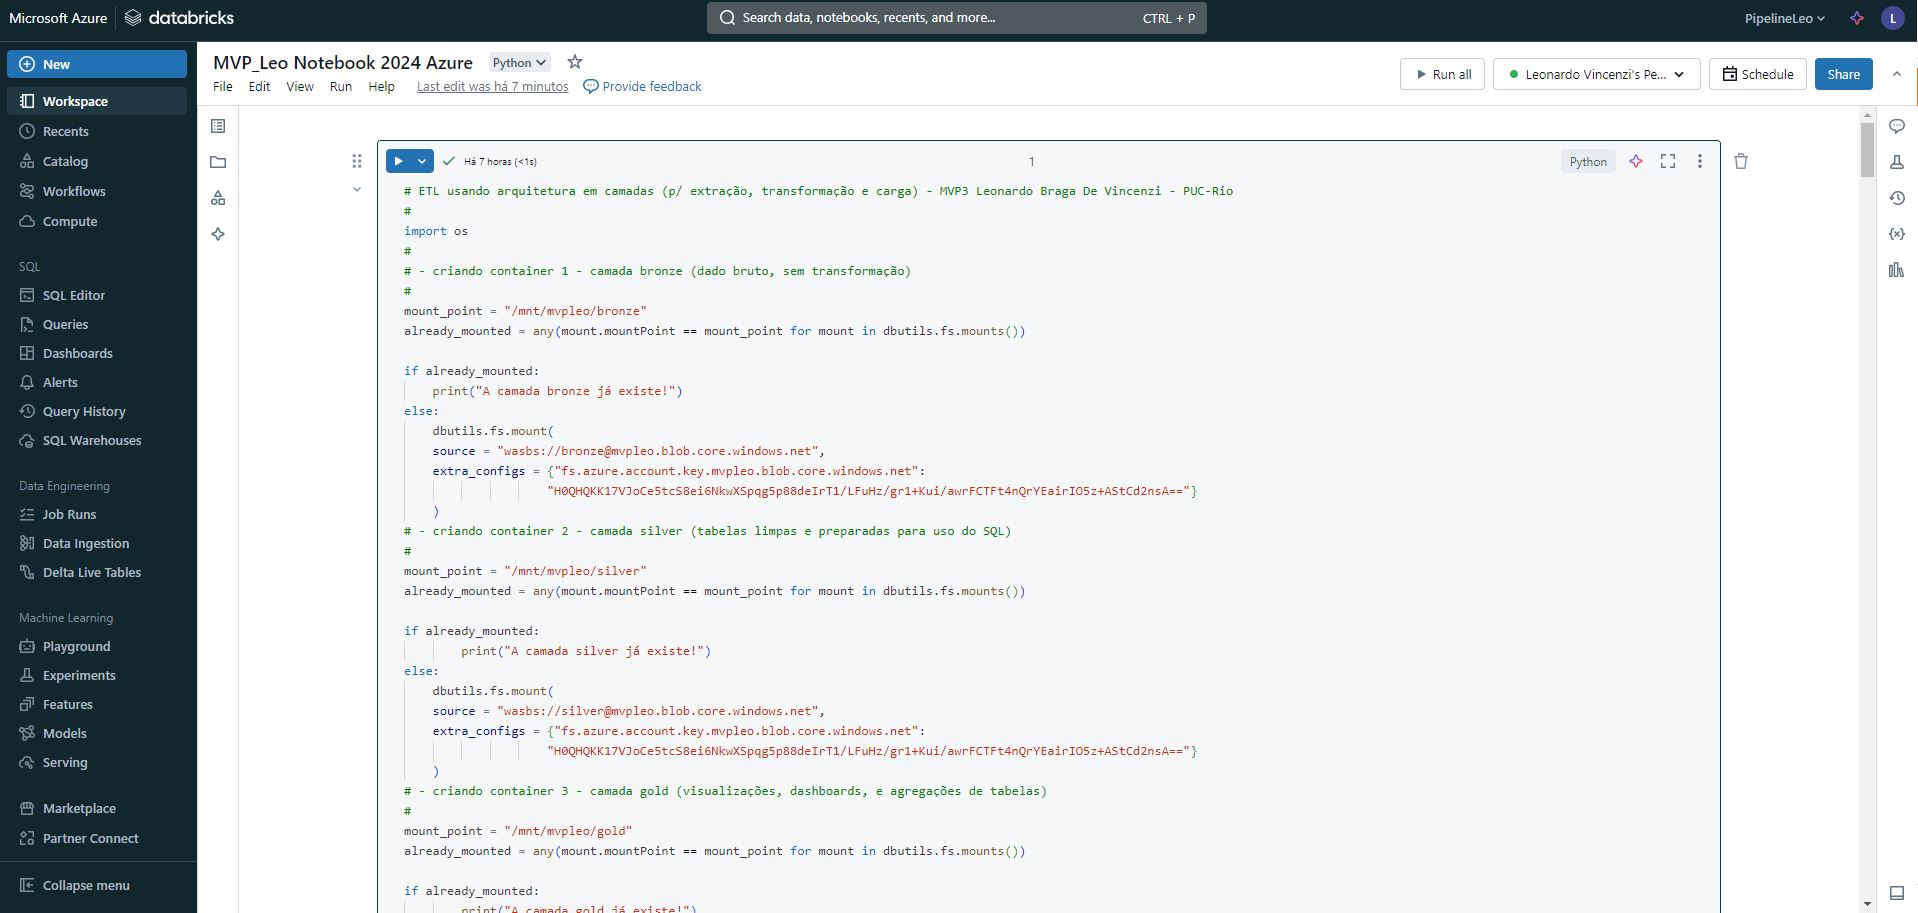 Microsoft Azure databricks
Search data, notebooks, recents, and more... CTRL + P
PipelineLeo
L
New
Workspace
Recents
Catalog
Workflows
Compute
SQL
SQL Editor
Queries
Dashboards
Alerts
Query History
SQL Warehouses
Data Engineering
Job Runs
Data Ingestion
Delta Live Tables
Machine Learning
Playground
Experiments
Features
Models
Serving
Marketplace
Partner Connect
Collapse menu
MVP_Leo Notebook 2024 Azure Python
File Edit View Run Help Last edit was há 7 minutos Provide feedback
Run all Leonardo Vincenzi's Pe... Schedule Share
Há 7 horas (<1s) 1 Python
# ETL usando arquitetura em camadas (p/ extração, transformação e carga) - MVP3 Leonardo Braga De Vincenzi - PUC-Rio
#
import os
#
# - criando container 1 - camada bronze (dado bruto, sem transformação)
#
mount_point = "/mnt/mvpleo/bronze"
already_mounted = any(mount.mountPoint == mount_point for mount in dbutils.fs.mounts())
if already_mounted:
print("A camada bronze já existe!")
else:
dbutils.fs.mount(
source = "wasbs://bronze@mvpleo.blob.core.windows.net",
extra_configs = {"fs.azure.account.key.mvpleo.blob.core.windows.net":
""}
)
# - criando container 2 - camada silver (tabelas limpas e preparadas para uso do SQL)
#
mount_point = "/mnt/mvpleo/silver"
already_mounted = any(mount.mountPoint == mount_point for mount in dbutils.fs.mounts())
if already_mounted:
print("A camada silver já existe!")
else:
dbutils.fs.mount(
source = "wasbs://silver@mvpleo.blob.core.windows.net",
extra_configs = {"fs.azure.account.key.mvpleo.blob.core.windows.net":
""}
)
# - criando container 3 - camada gold (visualizações, dashboards, e agregações de tabelas)
#
mount_point = "/mnt/mvpleo/gold"
already_mounted = any(mount.mountPoint == mount_point for mount in dbutils.fs.mounts())
if already_mounted:
print("A camada gold já existe!")